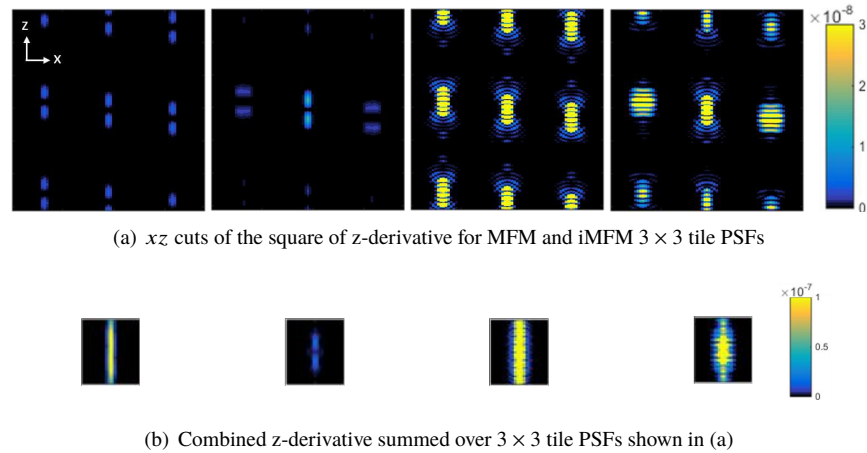 ×10⁻⁸
z
x
3
2
1
0
(a) xz cuts of the square of z-derivative for MFM and iMFM 3 × 3 tile PSFs
×10⁻⁷
1
0.5
0
(b) Combined z-derivative summed over 3 × 3 tile PSFs shown in (a)